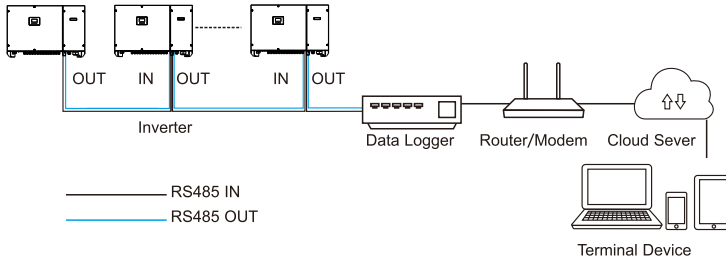 OUT
IN
OUT
IN
OUT
Inverter
Data Logger
Router/Modem
Cloud Sever
RS485 IN
RS485 OUT
Terminal Device